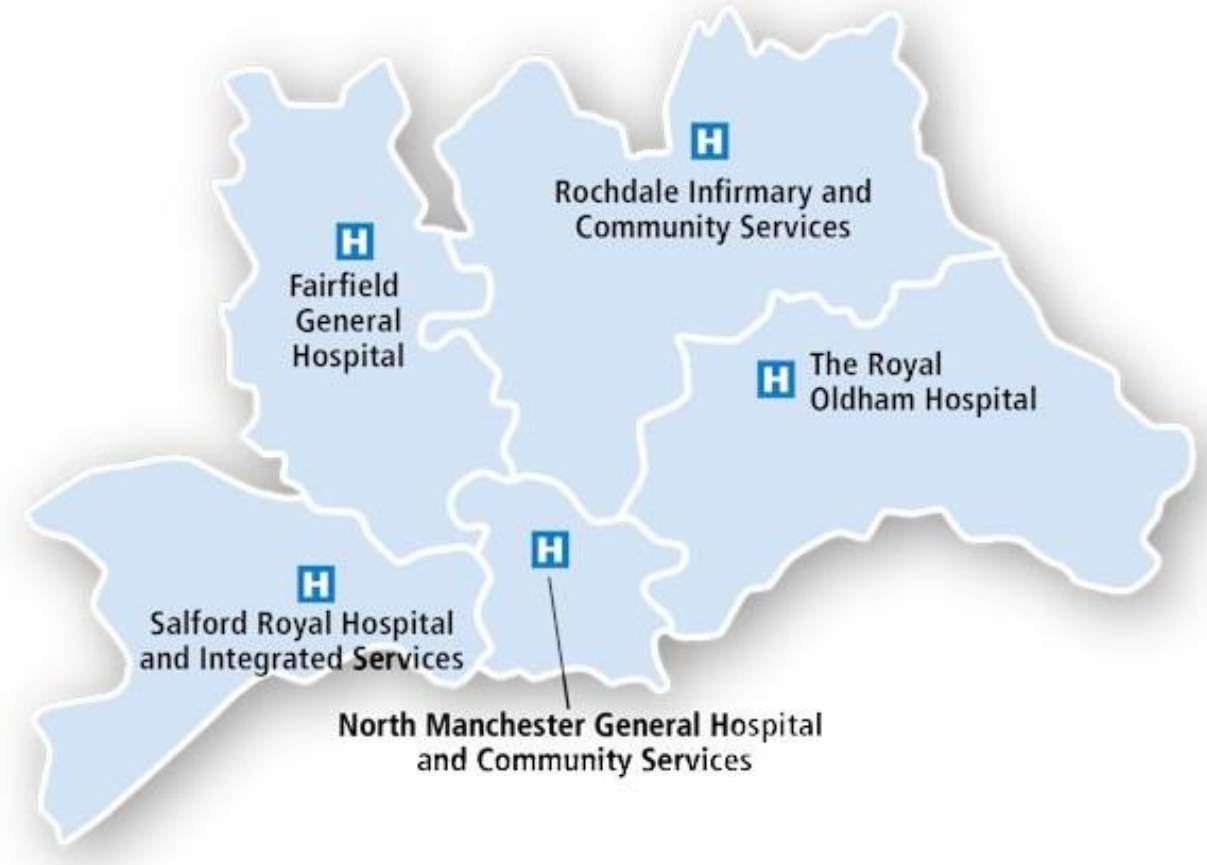 H
Rochdale Infirmary and
Community Services
H
Fairfield
General
Hospital
H
The Royal
Oldham Hospital
H
Salford Royal Hospital
and Integrated Services
H
North Manchester General Hospital
and Community Services